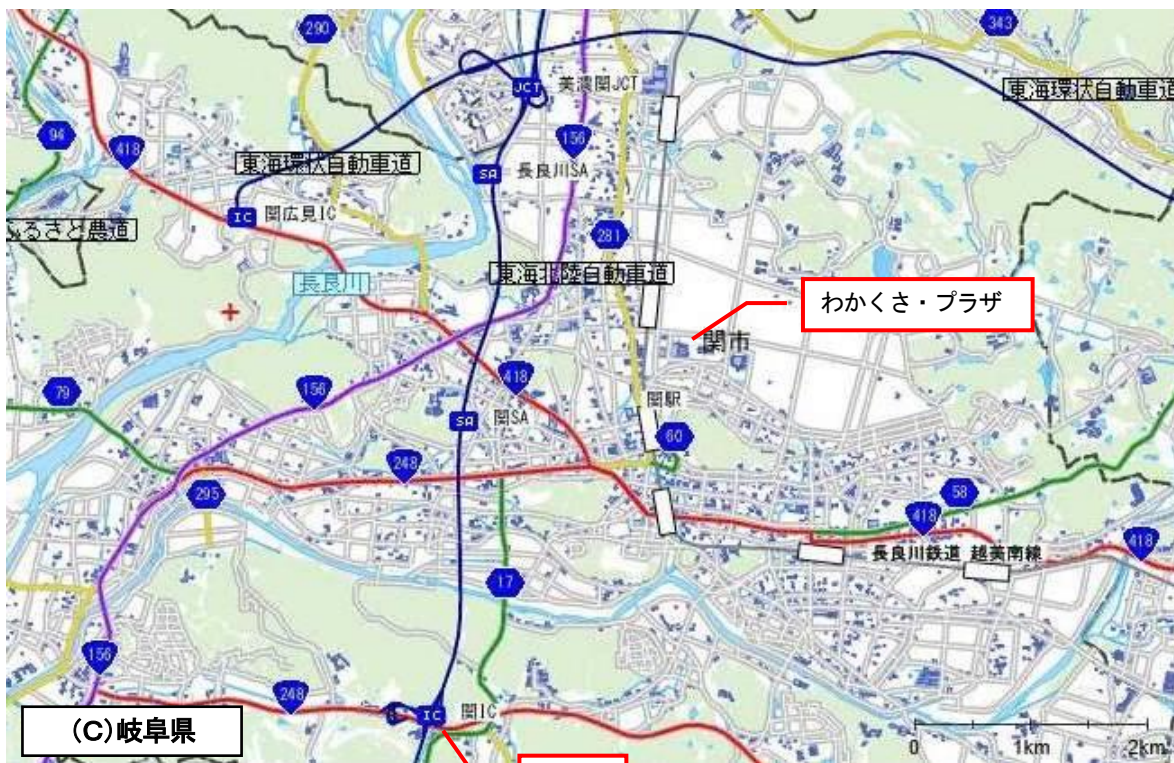 290
343
美濃関JCT
JCT
東海環状自動車道
94
418
156
東海環状自動車道
SA
長良川SA
IC
関広見IC
ふるさと農道
281
東海北陸自動車道
長良川
わかくさ・プラザ
関市
79
156
418
関駅
SA
関SA
60
248
295
58
418
長良川鉄道 越美南線
418
17
156
248
IC
関IC
(C)岐阜県
0
1km
2km